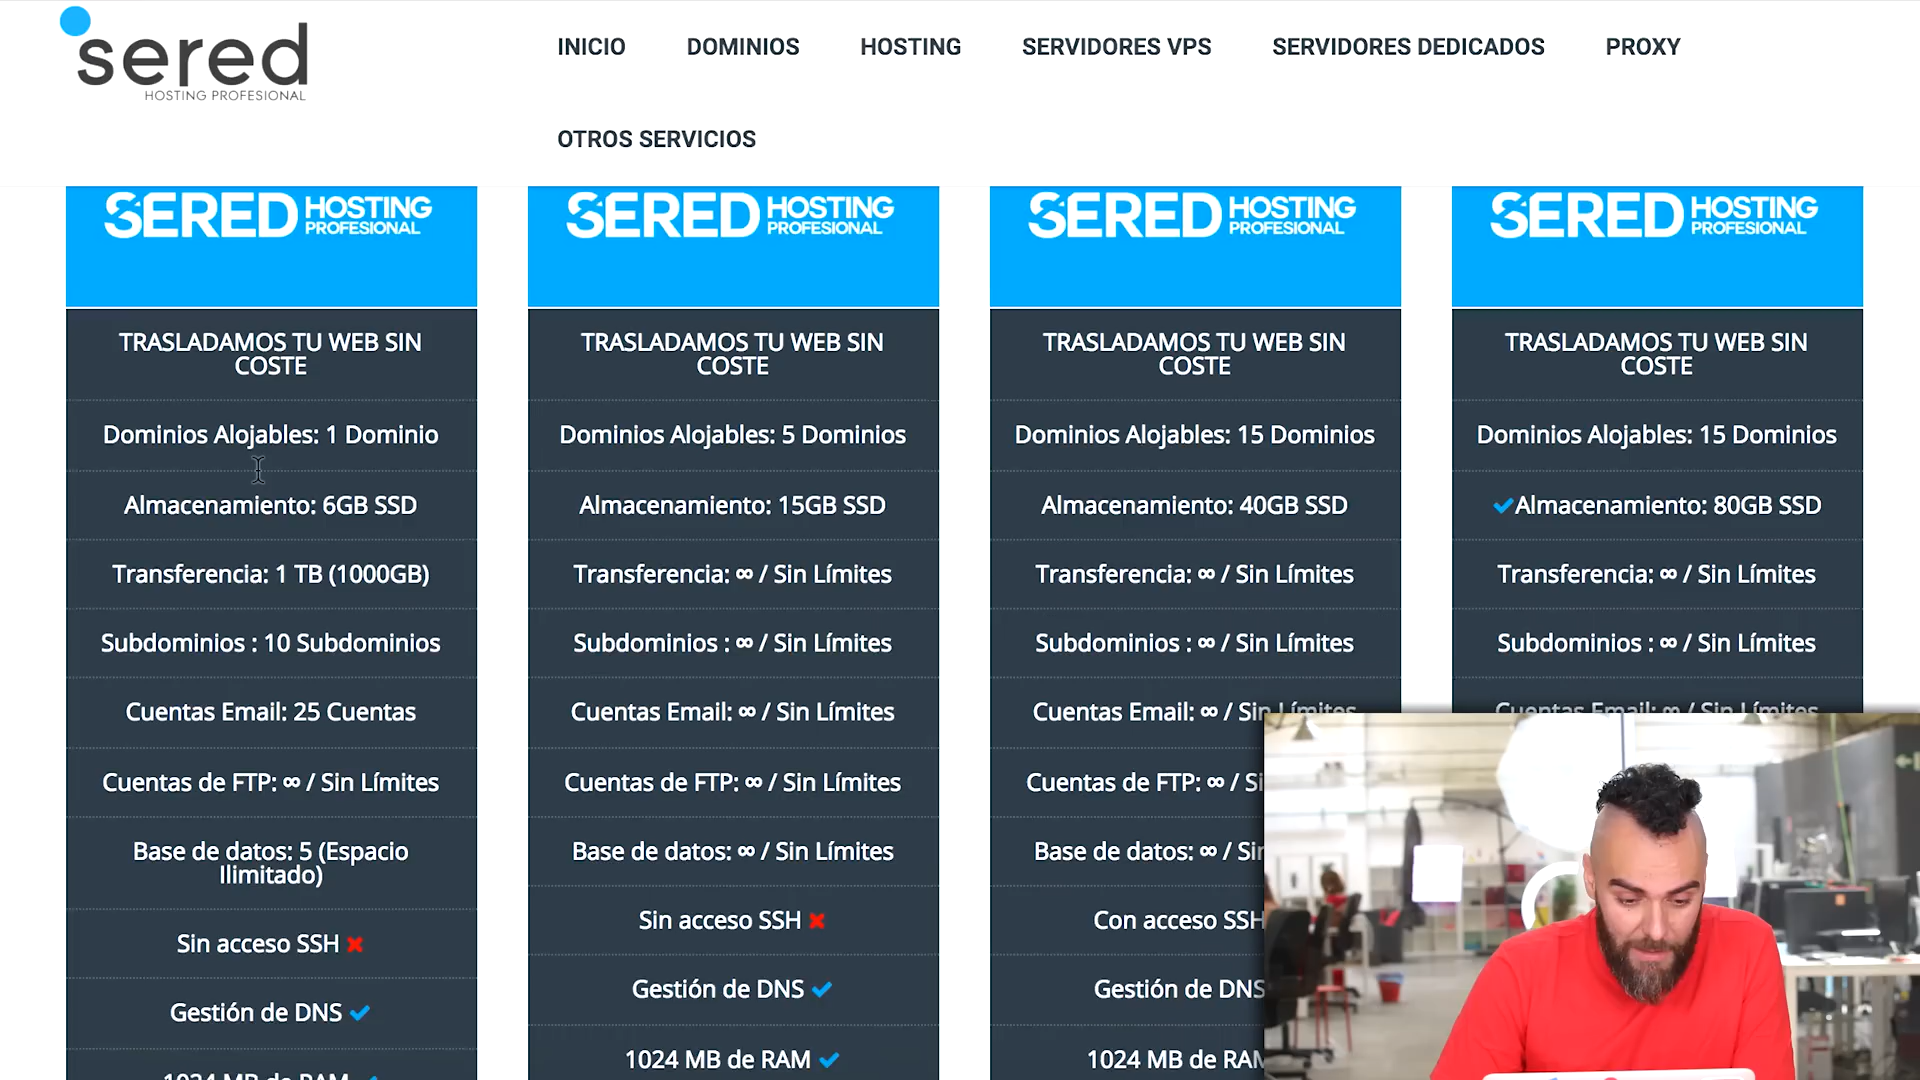 sered
HOSTING PROFESIONAL
INICIO
DOMINIOS
HOSTING
SERVIDORES VPS
SERVIDORES DEDICADOS
PROXY
OTROS SERVICIOS
SERED HOSTING PROFESIONAL
TRASLADAMOS TU WEB SIN
COSTE
Dominios Alojables: 1 Dominio
Almacenamiento: 6GB SSD
Transferencia: 1 TB (1000GB)
Subdominios : 10 Subdominios
Cuentas Email: 25 Cuentas
Cuentas de FTP: ∞ / Sin Límites
Base de datos: 5 (Espacio
Ilimitado)
Sin acceso SSH ✖
Gestión de DNS ✔
1024 MB de RAM ✔
SERED HOSTING PROFESIONAL
TRASLADAMOS TU WEB SIN
COSTE
Dominios Alojables: 5 Dominios
Almacenamiento: 15GB SSD
Transferencia: ∞ / Sin Límites
Subdominios : ∞ / Sin Límites
Cuentas Email: ∞ / Sin Límites
Cuentas de FTP: ∞ / Sin Límites
Base de datos: ∞ / Sin Límites
Sin acceso SSH ✖
Gestión de DNS ✔
1024 MB de RAM ✔
SERED HOSTING PROFESIONAL
TRASLADAMOS TU WEB SIN
COSTE
Dominios Alojables: 15 Dominios
Almacenamiento: 40GB SSD
Transferencia: ∞ / Sin Límites
Subdominios : ∞ / Sin Límites
Cuentas Email: ∞ / Sin Límites
Cuentas de FTP: ∞ /
Base de datos: ∞ /
Con acceso SSH
Gestión de DNS
1024 MB de RAM
SERED HOSTING PROFESIONAL
TRASLADAMOS TU WEB SIN
COSTE
Dominios Alojables: 15 Dominios
✔Almacenamiento: 80GB SSD
Transferencia: ∞ / Sin Límites
Subdominios : ∞ / Sin Límites
Cuentas Email: ∞ / Sin Límites